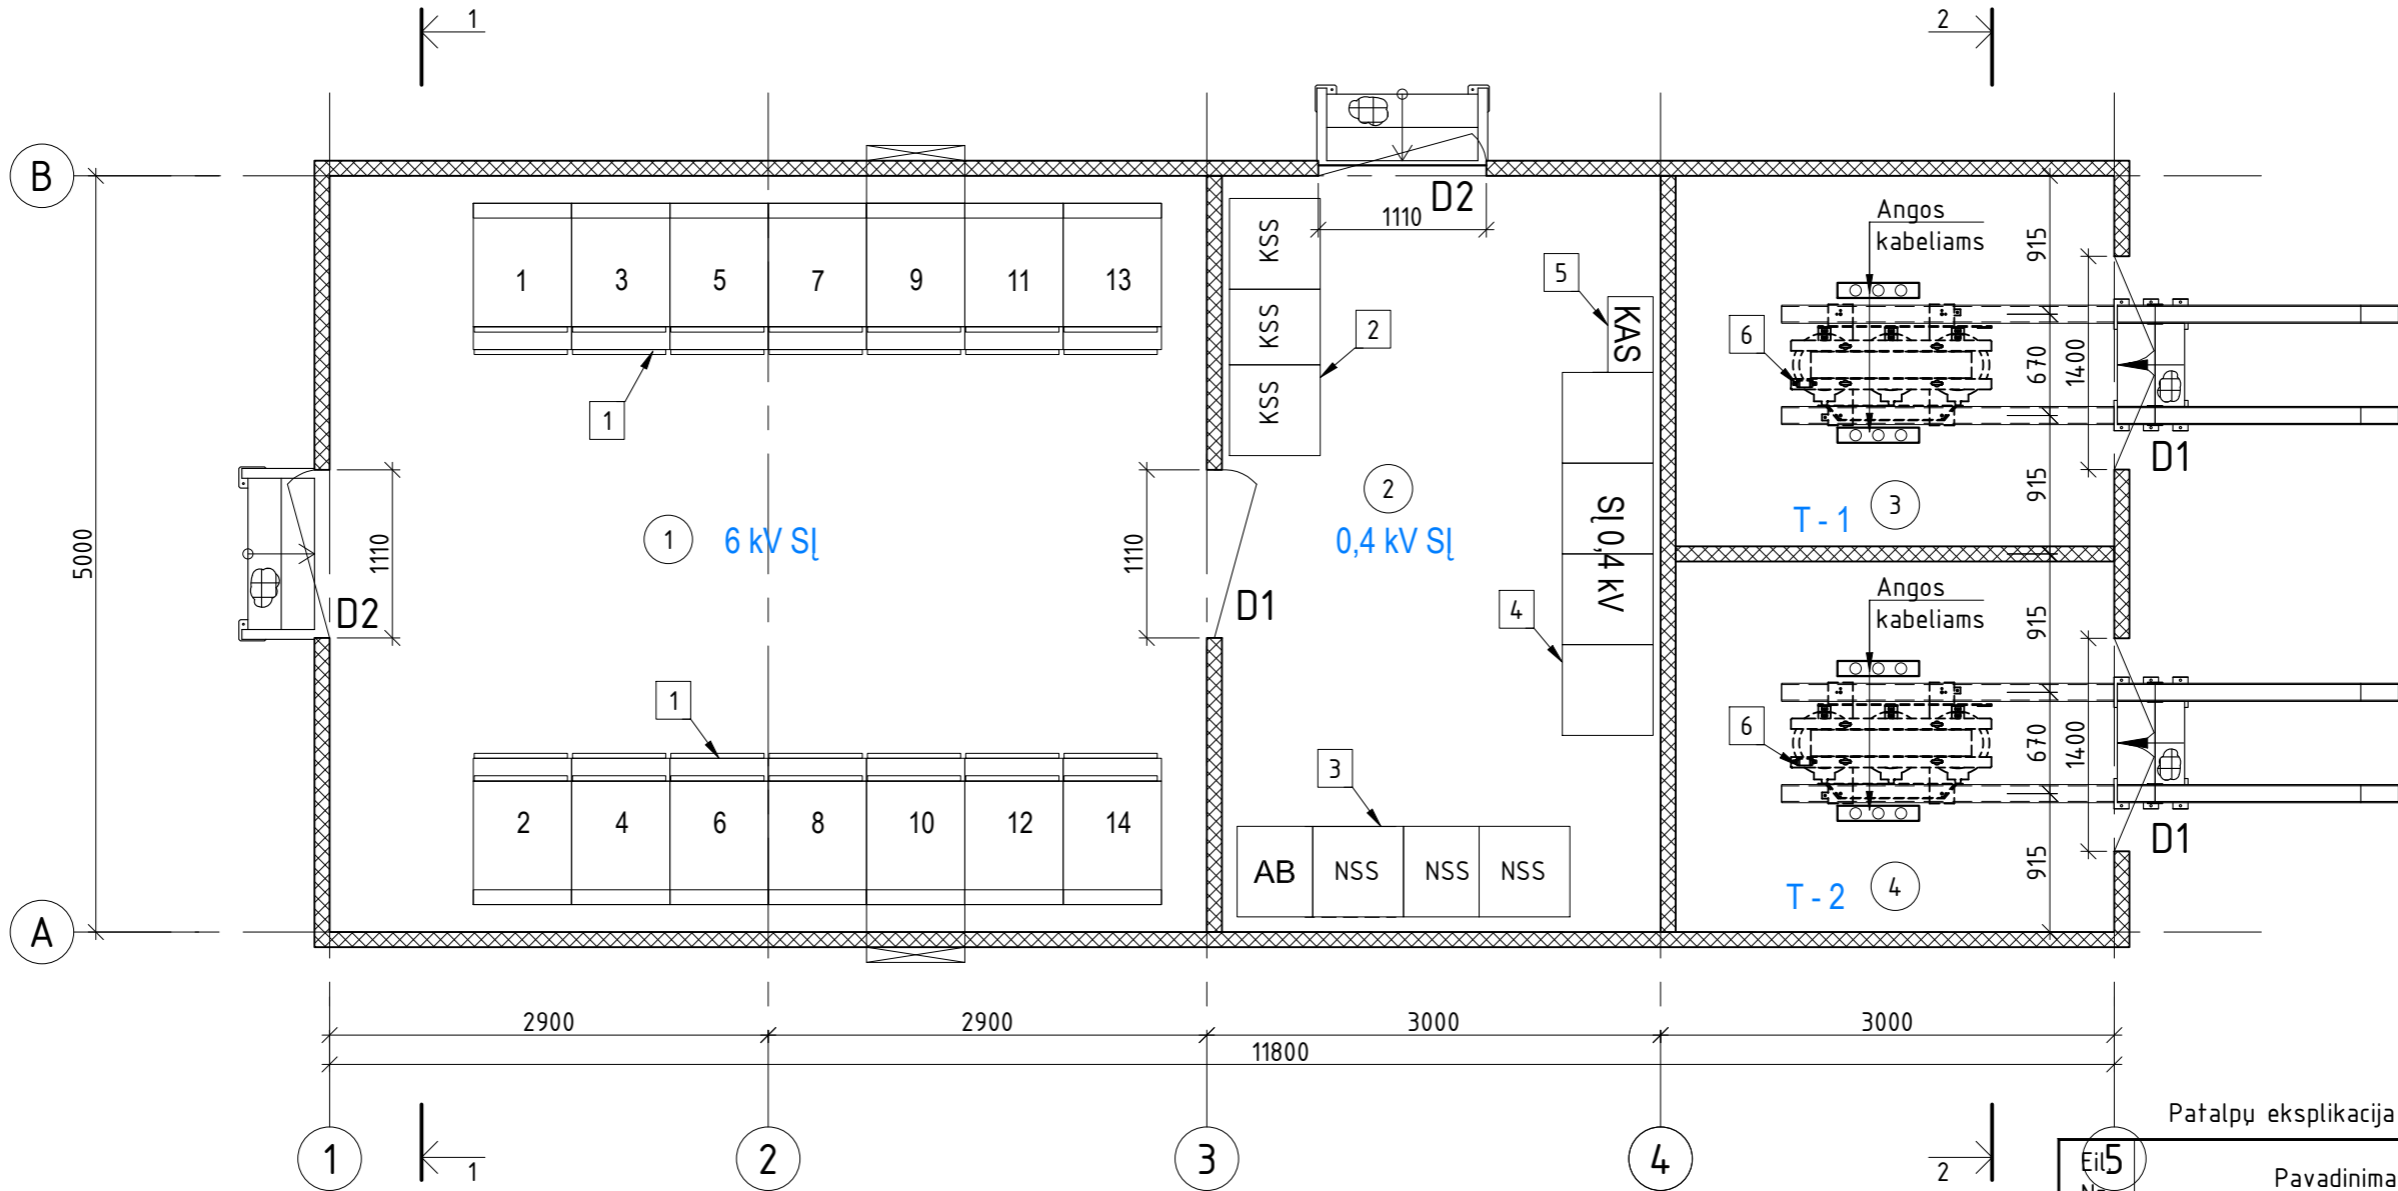 1
2
B
D2
1110
Angos
kabeliams
915
KSS
KSS
KSS
1
3
5
7
9
11
13
5
2
KAS
6
670
1400
1
D1
915
2
3
T - 1
5000
1110
1
6 kV SĮ
1110
0,4 kV SĮ
SĮ 0,4 kV
D2
D1
4
Angos
kabeliams
915
1
6
670
1400
3
2
4
6
8
10
12
14
AB
NSS
NSS
NSS
D1
915
4
T - 2
A
2900
2900
3000
3000
11800
1
2
3
4
5
1
2
Patalpų eksplikacija
Eil.
Pavadinima